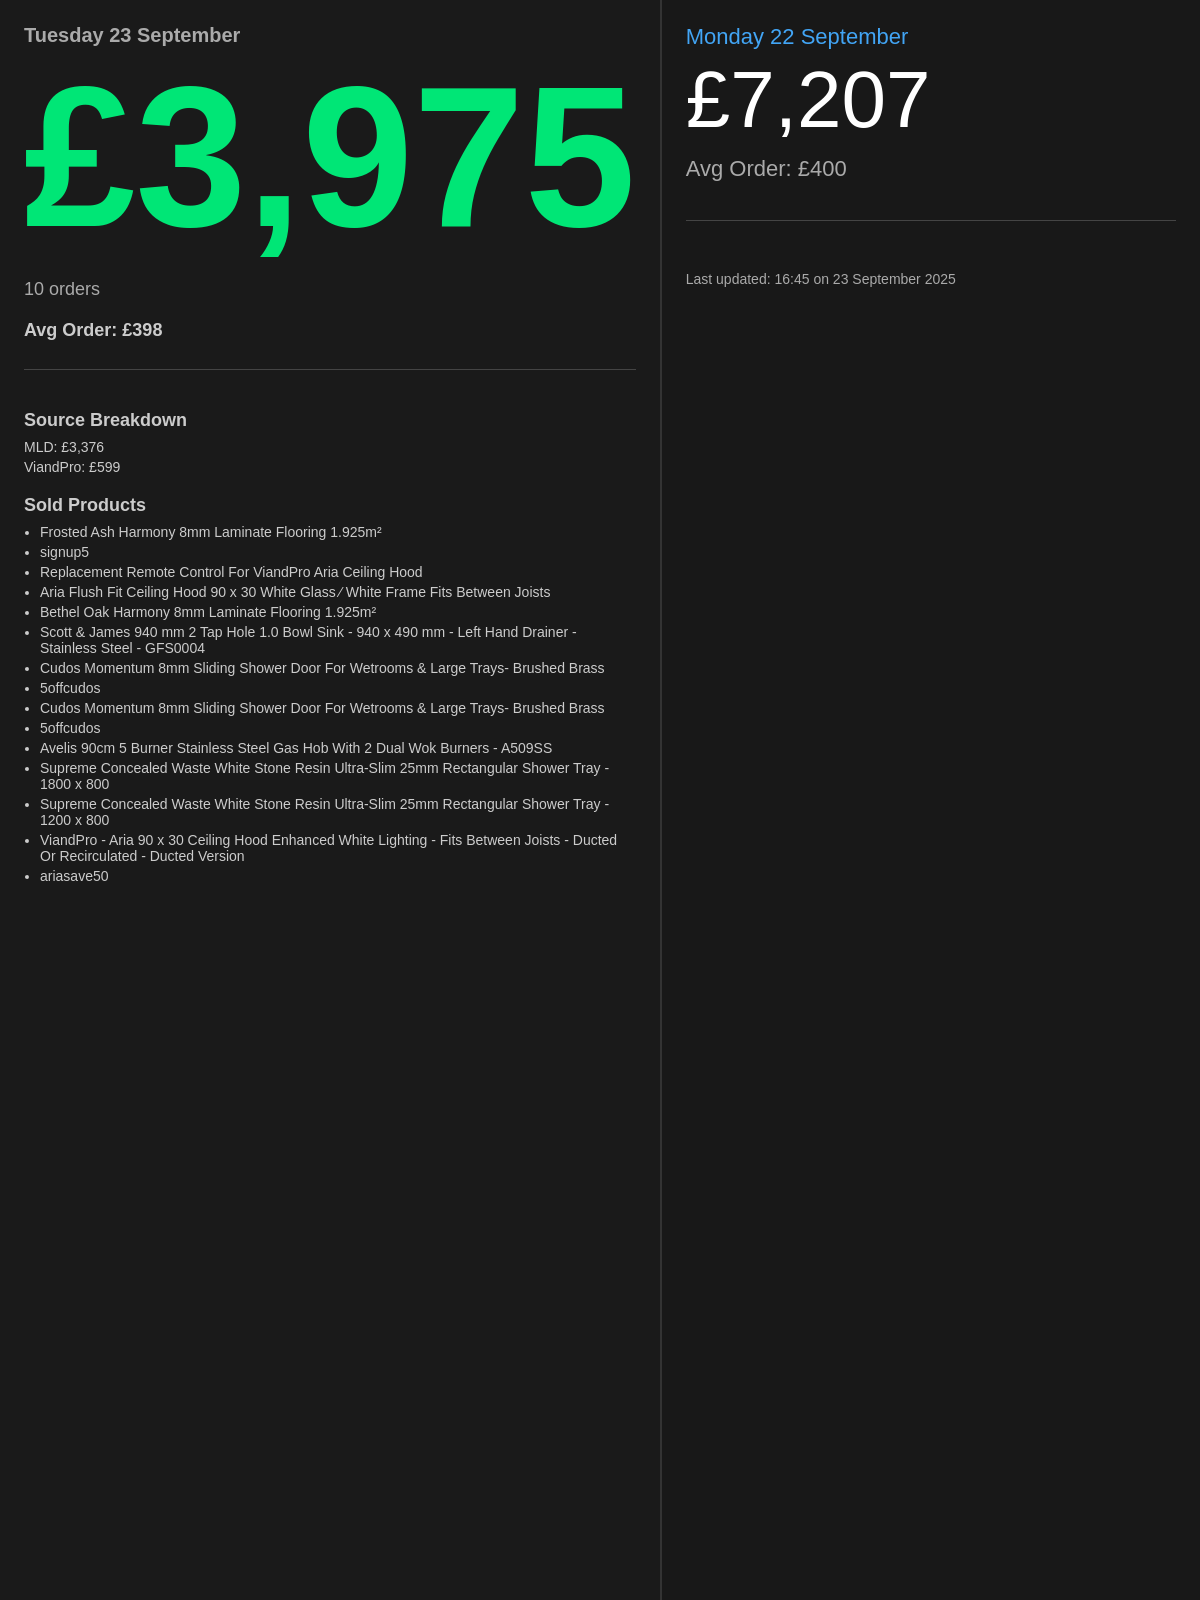 Tuesday 23 September
£3,975
10 orders
Avg Order: £398
Source Breakdown
MLD: £3,376
ViandPro: £599
Sold Products
• Frosted Ash Harmony 8mm Laminate Flooring 1.925m²
• signup5
• Replacement Remote Control For ViandPro Aria Ceiling Hood
• Aria Flush Fit Ceiling Hood 90 x 30 White Glass ⁄ White Frame Fits Between Joists
• Bethel Oak Harmony 8mm Laminate Flooring 1.925m²
• Scott & James 940 mm 2 Tap Hole 1.0 Bowl Sink - 940 x 490 mm - Left Hand Drainer -
Stainless Steel - GFS0004
• Cudos Momentum 8mm Sliding Shower Door For Wetrooms & Large Trays- Brushed Brass
• 5offcudos
• Cudos Momentum 8mm Sliding Shower Door For Wetrooms & Large Trays- Brushed Brass
• 5offcudos
• Avelis 90cm 5 Burner Stainless Steel Gas Hob With 2 Dual Wok Burners - A509SS
• Supreme Concealed Waste White Stone Resin Ultra-Slim 25mm Rectangular Shower Tray -
1800 x 800
• Supreme Concealed Waste White Stone Resin Ultra-Slim 25mm Rectangular Shower Tray -
1200 x 800
• ViandPro - Aria 90 x 30 Ceiling Hood Enhanced White Lighting - Fits Between Joists - Ducted
Or Recirculated - Ducted Version
• ariasave50
Monday 22 September
£7,207
Avg Order: £400
Last updated: 16:45 on 23 September 2025